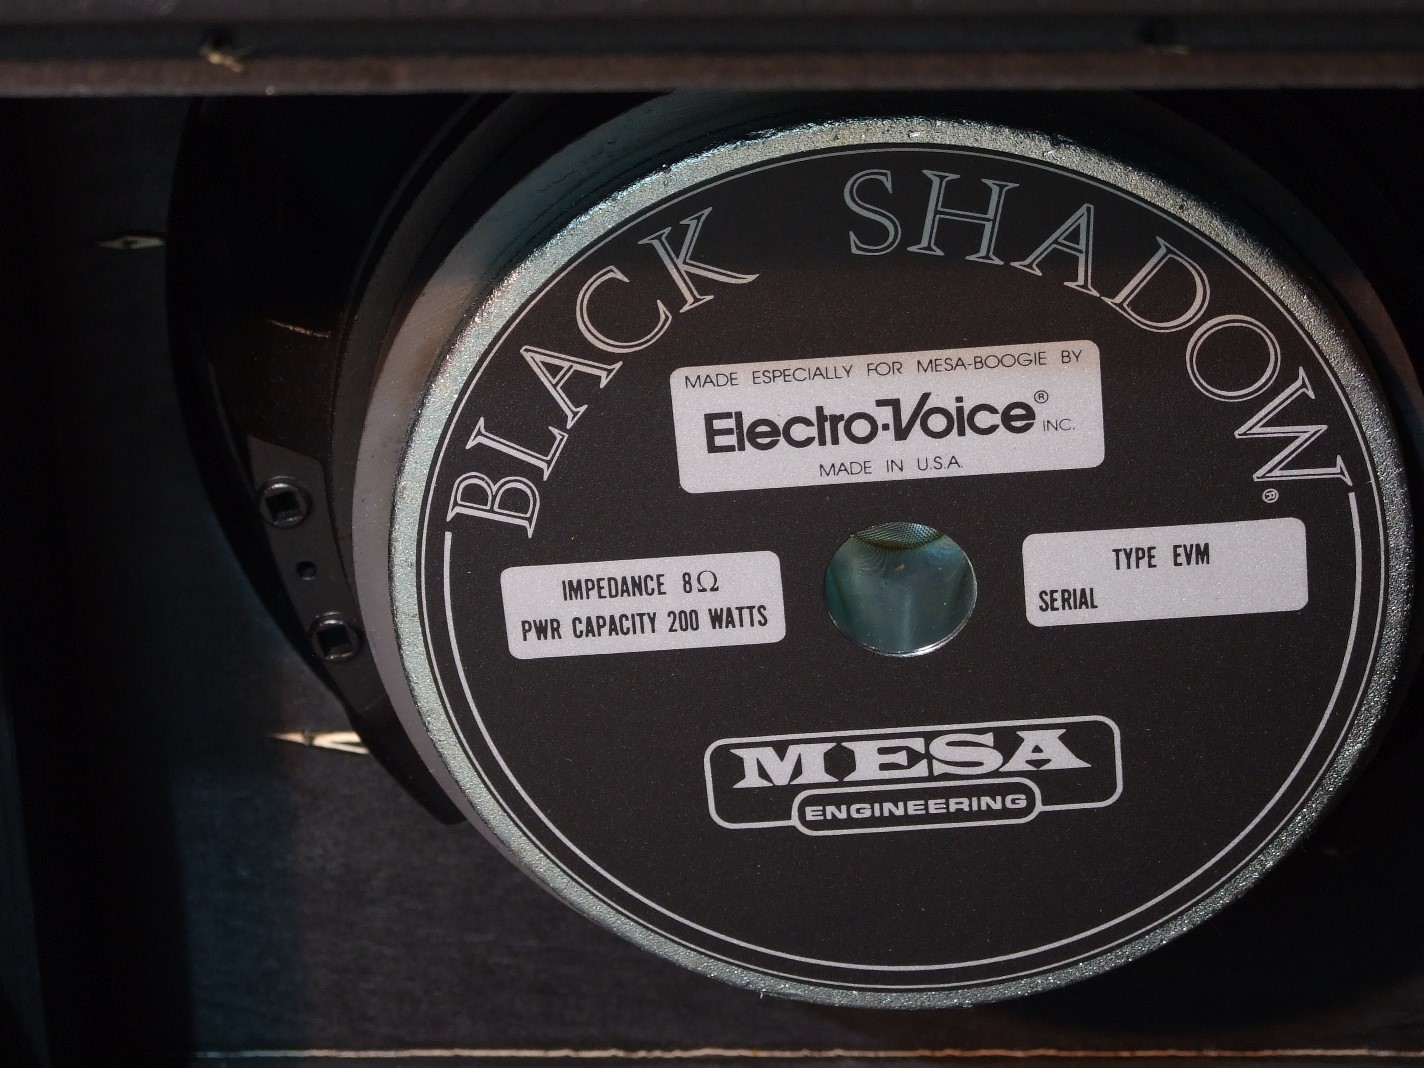 BLACK SHADOW®
MADE ESPECIALLY FOR MESA-BOOGIE BY
Electro-Voice® INC.
MADE IN U.S.A.
IMPEDANCE 8Ω
PWR CAPACITY 200 WATTS
TYPE EVM
SERIAL
MESA
ENGINEERING